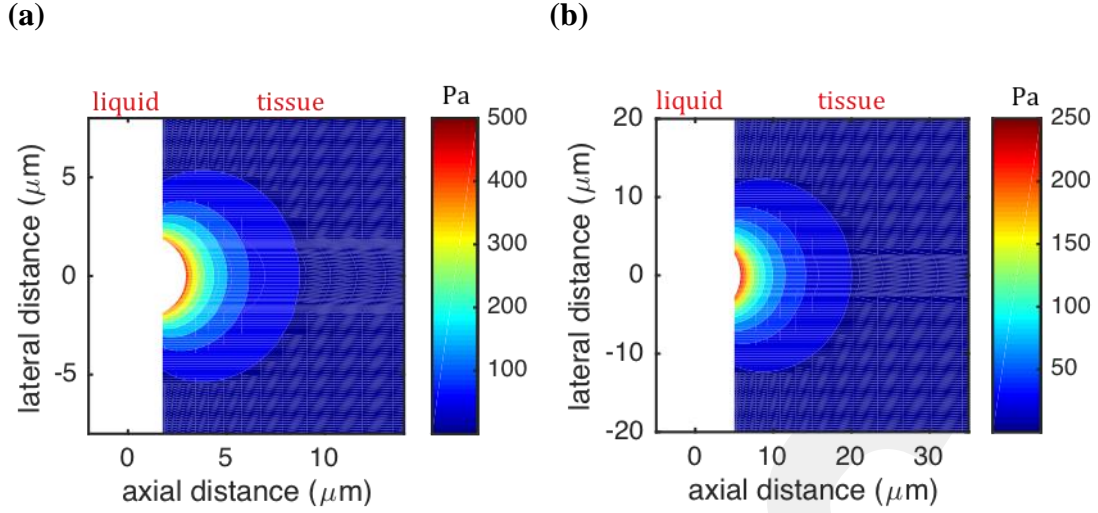 (a)
(b)
liquid
tissue
Pa
liquid
tissue
Pa
lateral distance (μm)
5
0
-5
0
5
10
axial distance (μm)
500
400
300
200
100
lateral distance (μm)
20
10
0
-10
-20
0
10
20
30
axial distance (μm)
250
200
150
100
50